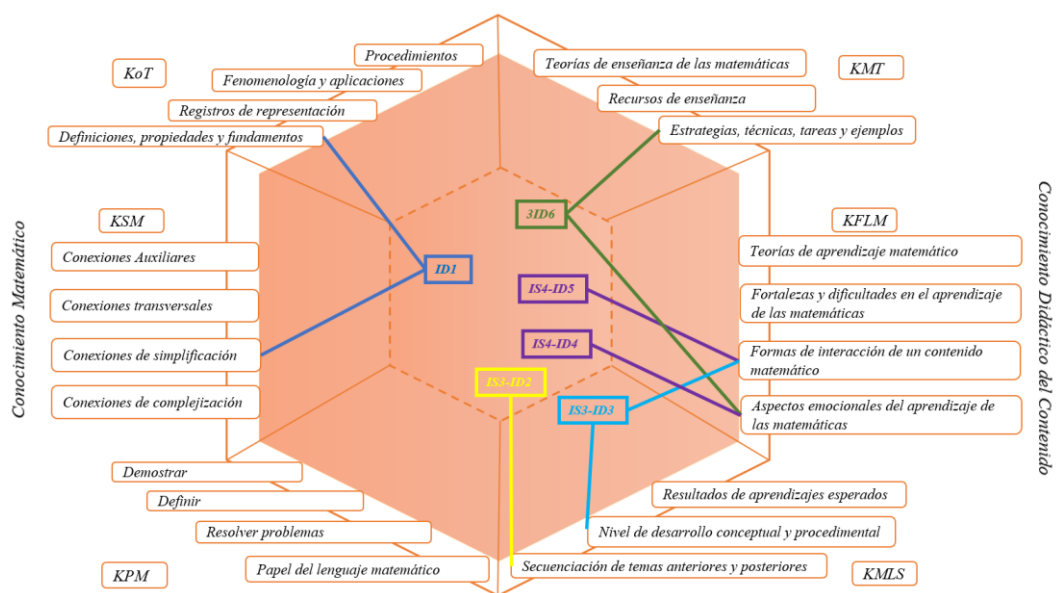 KoT
Procedimientos
Fenomenología y aplicaciones
Registros de representación
Definiciones, propiedades y fundamentos
Teorías de enseñanza de las matemáticas
KMT
Recursos de enseñanza
Estrategias, técnicas, tareas y ejemplos
Conocimiento Matemático
KSM
Conexiones Auxiliares
Conexiones transversales
Conexiones de simplificación
Conexiones de complejización
ID1
3ID6
IS4-ID5
IS4-ID4
IS3-ID2
IS3-ID3
KFLM
Teorías de aprendizaje matemático
Fortalezas y dificultades en el aprendizaje
de las matemáticas
Formas de interacción de un contenido
matemático
Aspectos emocionales del aprendizaje de
las matemáticas
Conocimiento Didáctico del Contenido
Demostrar
Definir
Resolver problemas
Papel del lenguaje matemático
KPM
Resultados de aprendizajes esperados
Nivel de desarrollo conceptual y procedimental
Secuenciación de temas anteriores y posteriores
KMLS